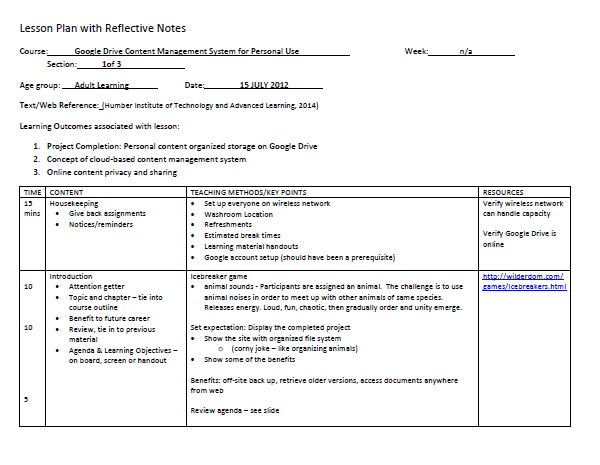 Lesson Plan with Reflective Notes
Course: Google Drive Content Management System for Personal Use Week: n/a
Section: 1of 3
Age group: Adult Learning Date: 15 JULY 2012
Text/Web Reference: (Humber Institute of Technology and Advanced Learning, 2014)
Learning Outcomes associated with lesson:
1. Project Completion: Personal content organized storage on Google Drive
2. Concept of cloud-based content management system
3. Online content privacy and sharing
TIME CONTENT TEACHING METHODS/KEY POINTS RESOURCES
15 mins
Housekeeping
• Give back assignments
• Notices/reminders
• Set up everyone on wireless network
• Washroom Location
• Refreshments
• Estimated break times
• Learning material handouts
• Google account setup (should have been a prerequisite)
Verify wireless network
can handle capacity
Verify Google Drive is
online
10
10
5
Introduction
• Attention getter
• Topic and chapter – tie into
course outline
• Benefit to future career
• Review, tie in to previous
material
• Agenda & Learning Objectives –
on board, screen or handout
Icebreaker game
• animal sounds - Participants are assigned an animal. The challenge is to use
animal noises in order to meet up with other animals of same species.
Releases energy. Loud, fun, chaotic, then gradually order and unity emerge.
Set expectation: Display the completed project
• Show the site with organized file system
o (corny joke – like organizing animals)
• Show some of the benefits
Benefits: off-site back up, retrieve older versions, access documents anywhere
from web
Review agenda – see slide
http://wilderdom.com/
games/Icebreakers.html